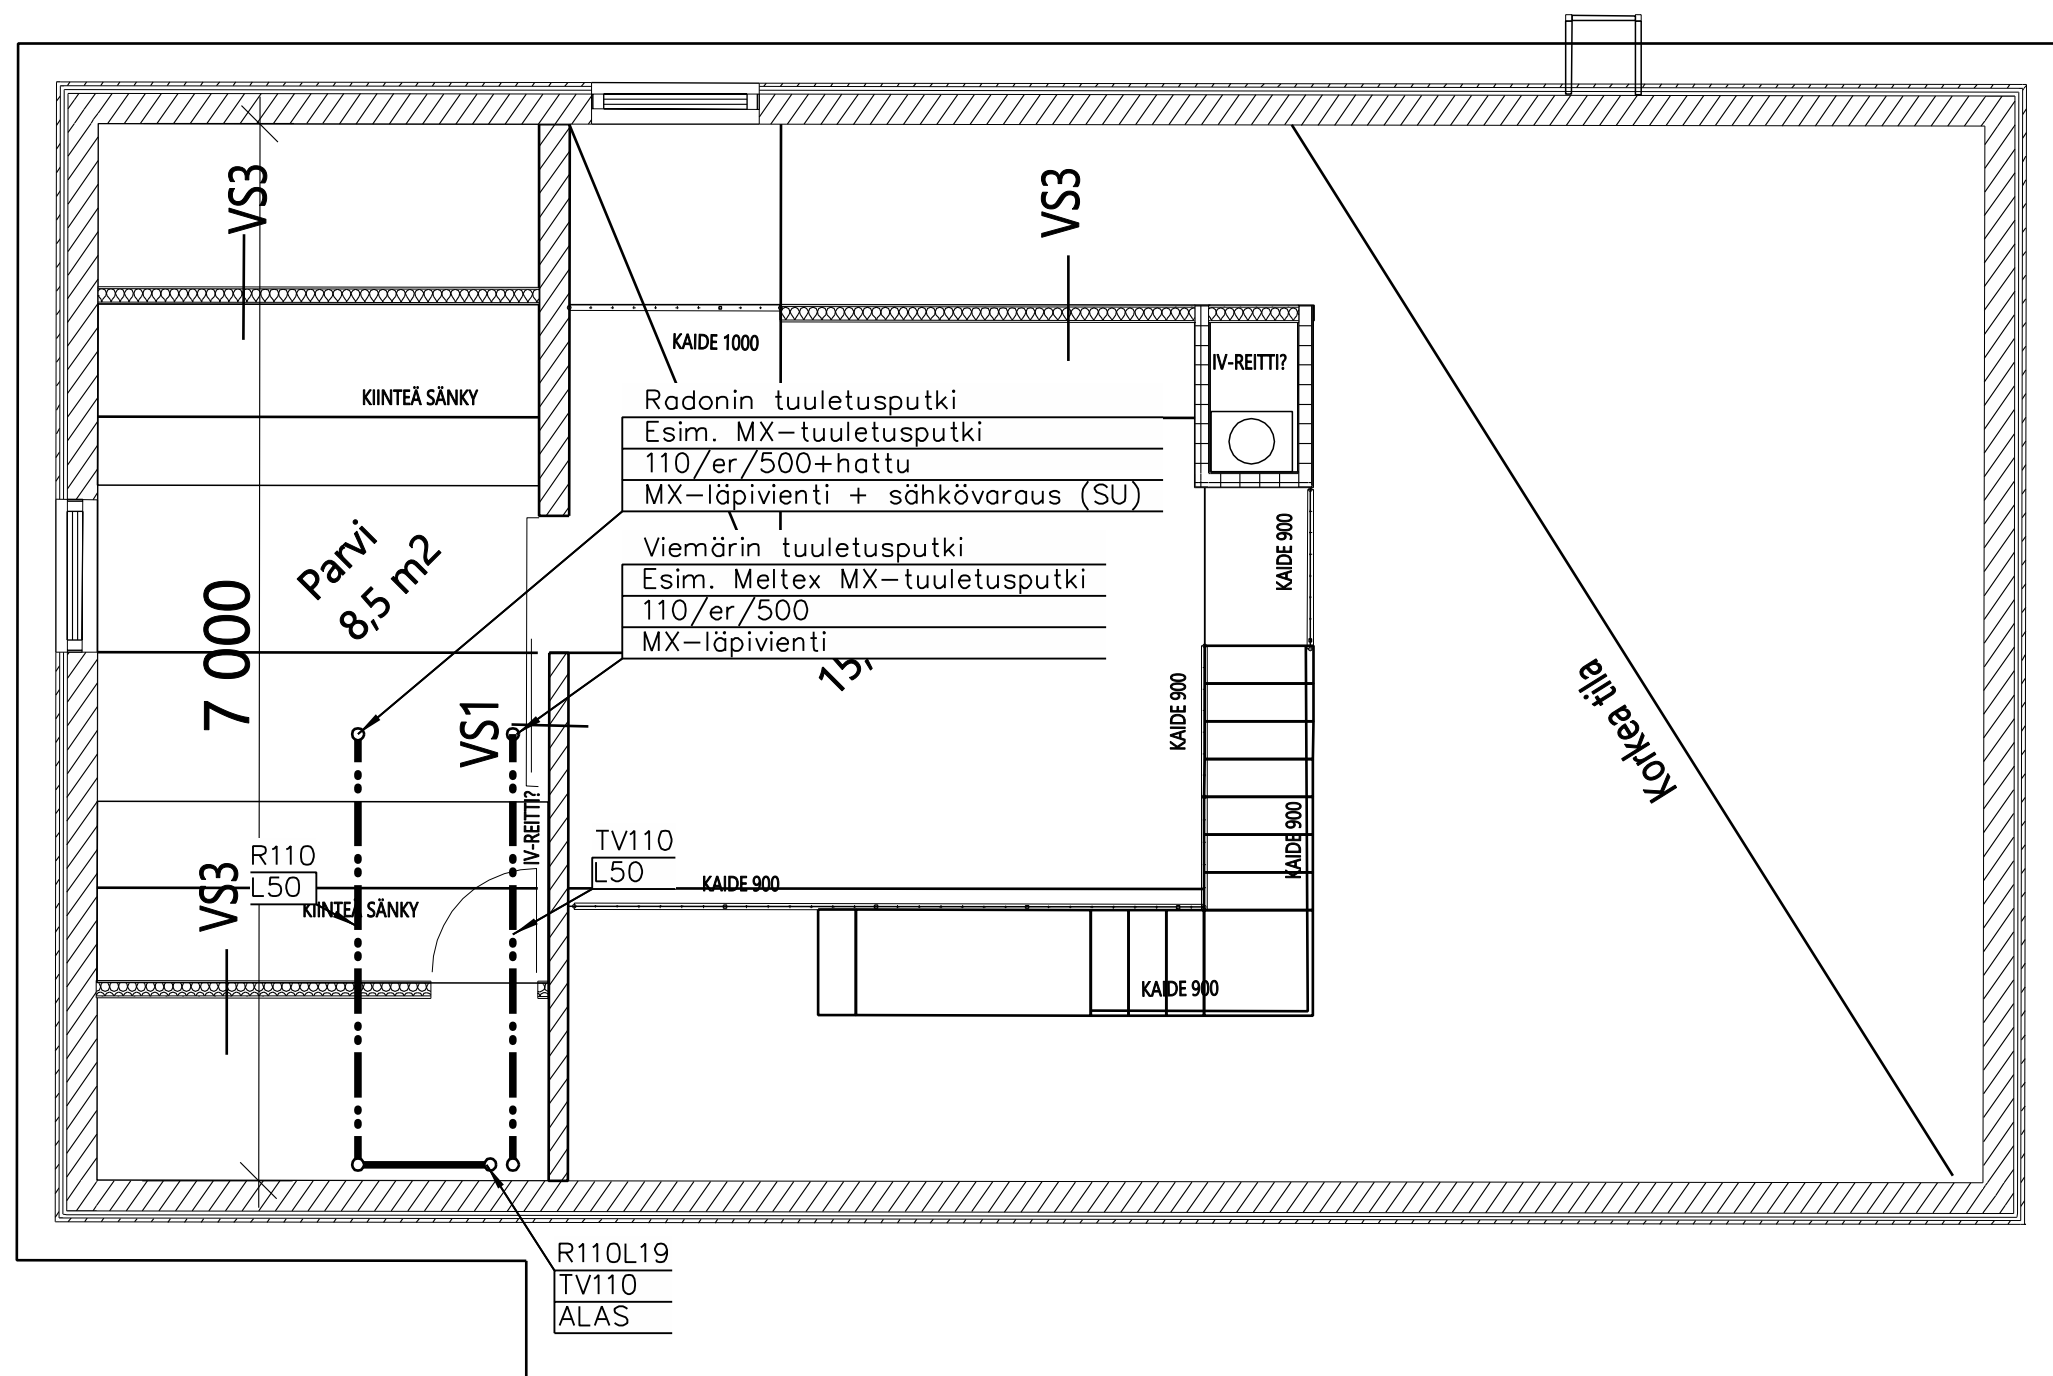 VS3
VS3
KAIDE 1000
IV-REITTI?
KIINTEÄ SÄNKY
Radonin tuuletusputki
Esim. MX-tuuletusputki
110/er/500+hattu
MX-läpivienti + sähkövaraus (SU)
Parvi
8,5 m2
KAIDE 900
Viemärin tuuletusputki
Esim. Meltex MX-tuuletusputki
110/er/500
MX-läpivienti
7 000
15,
VS1
KAIDE 900
Korkea tila
IV-REITTI?
KAIDE 900
R110
L50
TV110
L50
VS3
KAIDE 900
KIINTEÄ SÄNKY
KAIDE 900
R110L19
TV110
ALAS